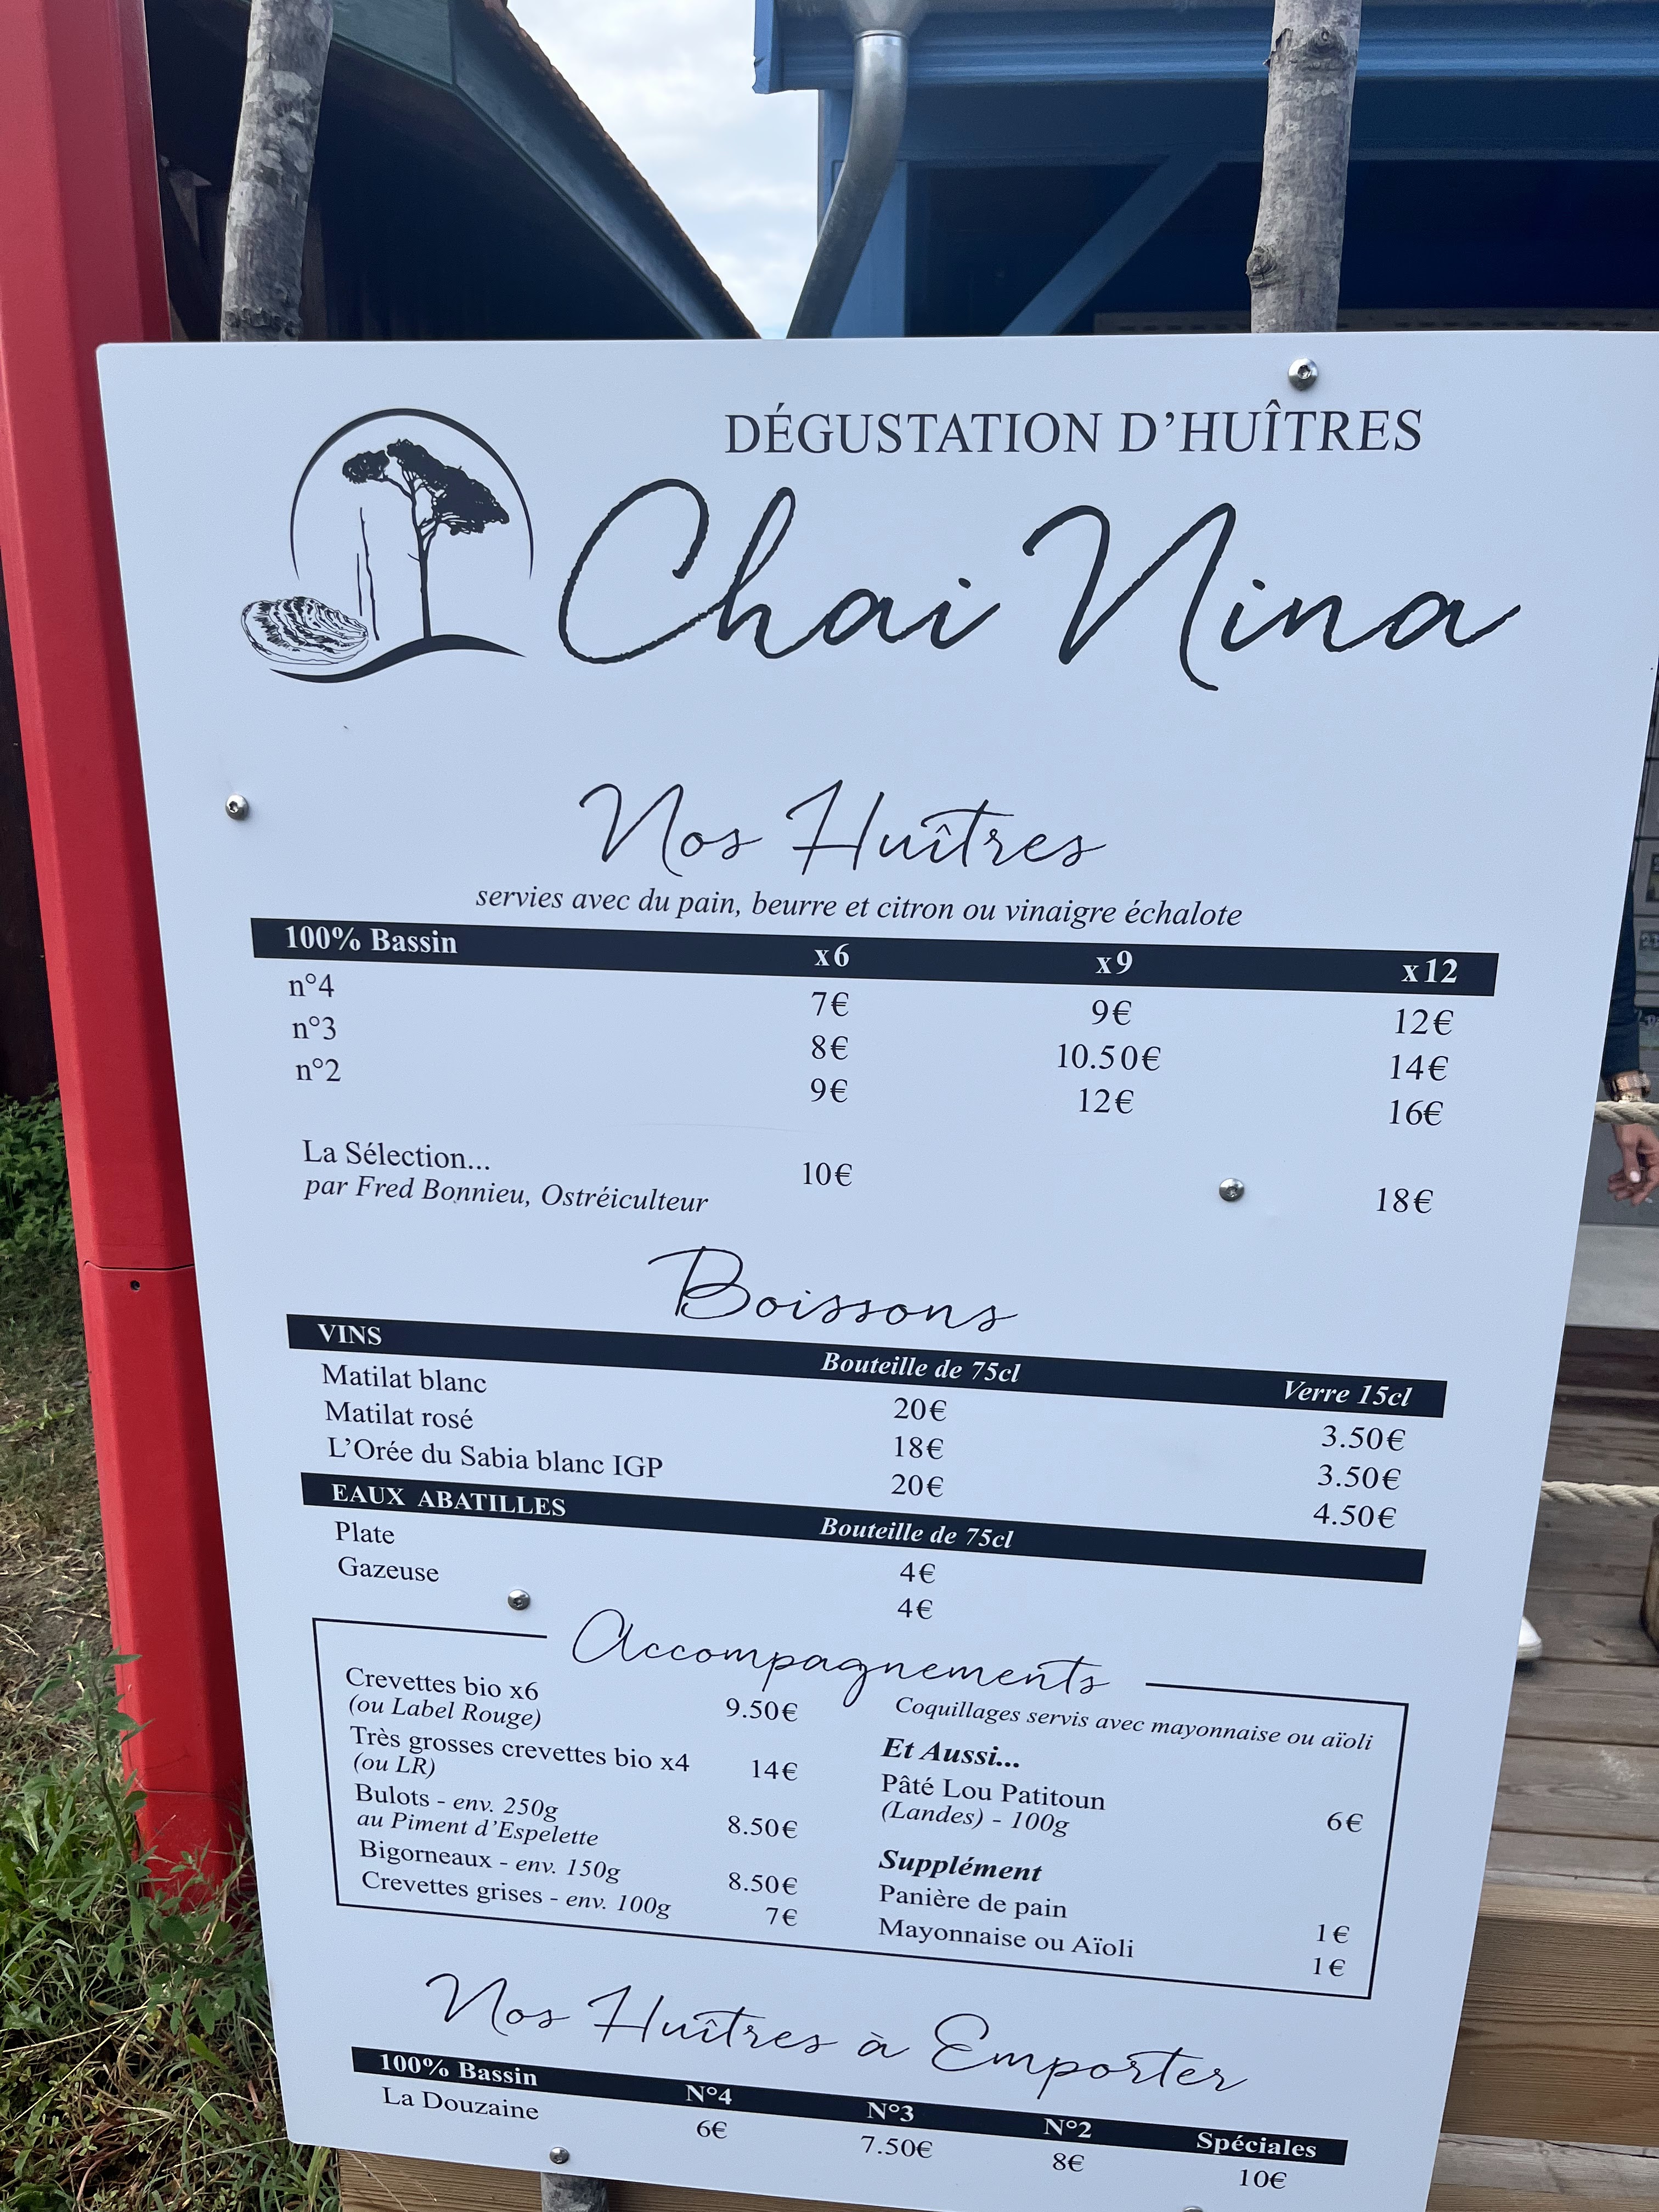 DÉGUSTATION D'HUÎTRES
Chai Nina
Nos Huîtres
servies avec du pain, beurre et citron ou vinaigre échalote
100% Bassin x6 x9 x12
n°4 7€ 9€ 12€
n°3 8€ 10.50€ 14€
n°2 9€ 12€ 16€
La Sélection... 10€ 18€
par Fred Bonnieu, Ostréiculteur
Boissons
VINS Bouteille de 75cl Verre 15cl
Matilat blanc 20€ 3.50€
Matilat rosé 18€ 3.50€
L'Orée du Sabia blanc IGP 20€ 4.50€
EAUX ABATILLES Bouteille de 75cl
Plate 4€
Gazeuse 4€
Accompagnements
Crevettes bio x6 9.50€
(ou Label Rouge)
Très grosses crevettes bio x4 14€
(ou LR)
Bulots - env. 250g 8.50€
au Piment d'Espelette
Bigorneaux - env. 150g 8.50€
Crevettes grises - env. 100g 7€
Coquillages servis avec mayonnaise ou aïoli
Et Aussi...
Pâté Lou Patitoun 6€
(Landes) - 100g
Supplément
Panière de pain 1€
Mayonnaise ou Aïoli 1€
Nos Huîtres à Emporter
100% Bassin N°4 N°3 N°2 Spéciales
La Douzaine 6€ 7.50€ 8€ 10€